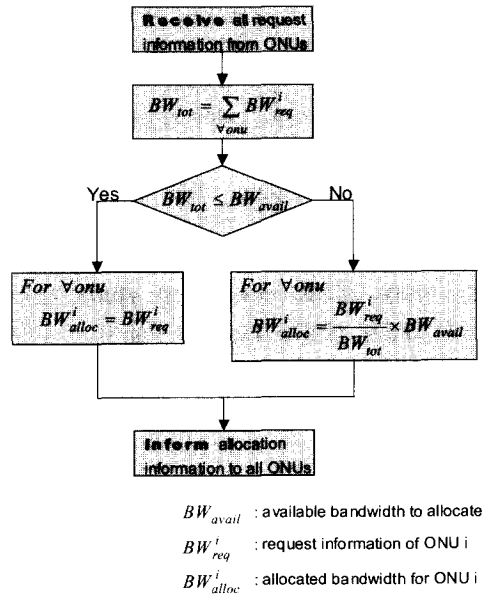 Receive all request
information from ONUs
BW_tot = ∑_{∀onu} BW^i_req
Yes
BW_tot ≤ BW_avail
No
For ∀onu
BW^i_alloc = BW^i_req
For ∀onu
BW^i_alloc = BW^i_req / BW_tot × BW_avail
Inform allocation
information to all ONUs
BW_avail : available bandwidth to allocate
BW^i_req : request information of ONU i
BW^i_alloc : allocated bandwidth for ONU i